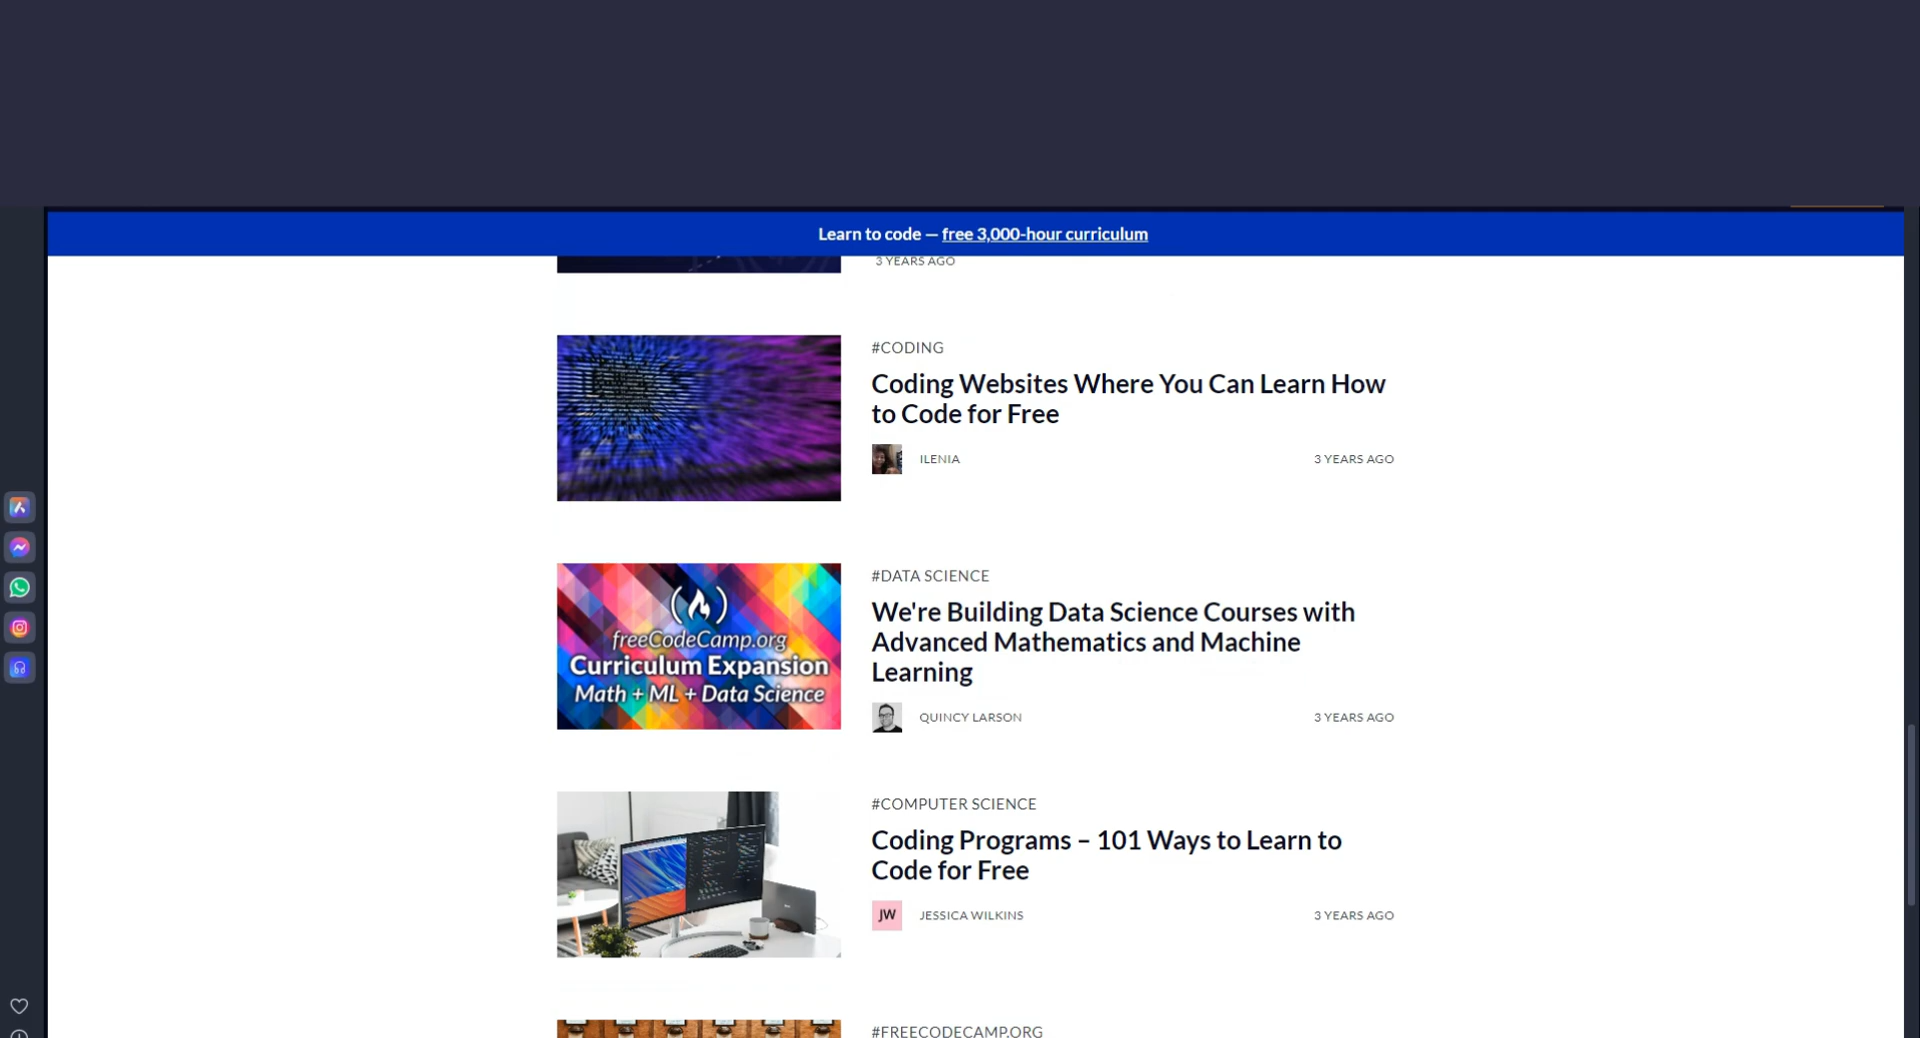 Learn to code — free 3,000-hour curriculum
3 YEARS AGO
#CODING
Coding Websites Where You Can Learn How
to Code for Free
ILENIA
3 YEARS AGO
freeCodeCamp.org
Curriculum Expansion
Math + ML + Data Science
#DATA SCIENCE
We're Building Data Science Courses with
Advanced Mathematics and Machine
Learning
QUINCY LARSON
3 YEARS AGO
#COMPUTER SCIENCE
Coding Programs – 101 Ways to Learn to
Code for Free
JW
JESSICA WILKINS
3 YEARS AGO
#FREECODECAMP.ORG